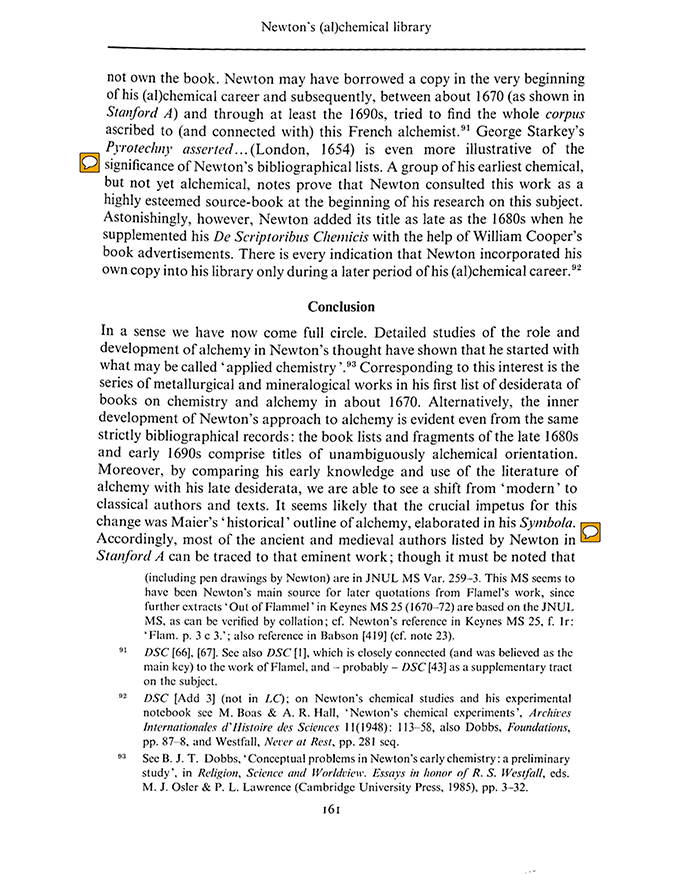 Newton's (al)chemical library
not own the book. Newton may have borrowed a copy in the very beginning
of his (al)chemical career and subsequently, between about 1670 (as shown in
Stanford A) and through at least the 1690s, tried to find the whole corpus
ascribed to (and connected with) this French alchemist.⁹¹ George Starkey's
Pyrotechny asserted...(London, 1654) is even more illustrative of the
significance of Newton's bibliographical lists. A group of his earliest chemical,
but not yet alchemical, notes prove that Newton consulted this work as a
highly esteemed source-book at the beginning of his research on this subject.
Astonishingly, however, Newton added its title as late as the 1680s when he
supplemented his De Scriptoribus Chemicis with the help of William Cooper's
book advertisements. There is every indication that Newton incorporated his
own copy into his library only during a later period of his (al)chemical career.⁹²
Conclusion
In a sense we have now come full circle. Detailed studies of the role and
development of alchemy in Newton's thought have shown that he started with
what may be called 'applied chemistry'.⁹³ Corresponding to this interest is the
series of metallurgical and mineralogical works in his first list of desiderata of
books on chemistry and alchemy in about 1670. Alternatively, the inner
development of Newton's approach to alchemy is evident even from the same
strictly bibliographical records: the book lists and fragments of the late 1680s
and early 1690s comprise titles of unambiguously alchemical orientation.
Moreover, by comparing his early knowledge and use of the literature of
alchemy with his late desiderata, we are able to see a shift from 'modern' to
classical authors and texts. It seems likely that the crucial impetus for this
change was Maier's 'historical' outline of alchemy, elaborated in his Symbola.
Accordingly, most of the ancient and medieval authors listed by Newton in
Stanford A can be traced to that eminent work; though it must be noted that
(including pen drawings by Newton) are in JNUL MS Var. 259-3. This MS seems to
have been Newton's main source for later quotations from Flamel's work, since
further extracts 'Out of Flammel' in Keynes MS 25 (1670-72) are based on the JNUL
MS, as can be verified by collation; cf. Newton's reference in Keynes MS 25, f. 1r:
'Flam. p. 3 c 3.'; also reference in Babson [419] (cf. note 23).
⁹¹ DSC [66], [67]. See also DSC [1], which is closely connected (and was believed as the
main key) to the work of Flamel, and – probably – DSC [43] as a supplementary tract
on the subject.
⁹² DSC [Add 3] (not in LC); on Newton's chemical studies and his experimental
notebook see M. Boas & A. R. Hall, 'Newton's chemical experiments', Archives
Internationales d'Histoire des Sciences 11(1948): 113-58, also Dobbs, Foundations,
pp. 87-8, and Westfall, Never at Rest, pp. 281 seq.
⁹³ See B. J. T. Dobbs, 'Conceptual problems in Newton's early chemistry: a preliminary
study', in Religion, Science and Worldview. Essays in honor of R. S. Westfall, eds.
M. J. Osler & P. L. Lawrence (Cambridge University Press, 1985), pp. 3-32.
161